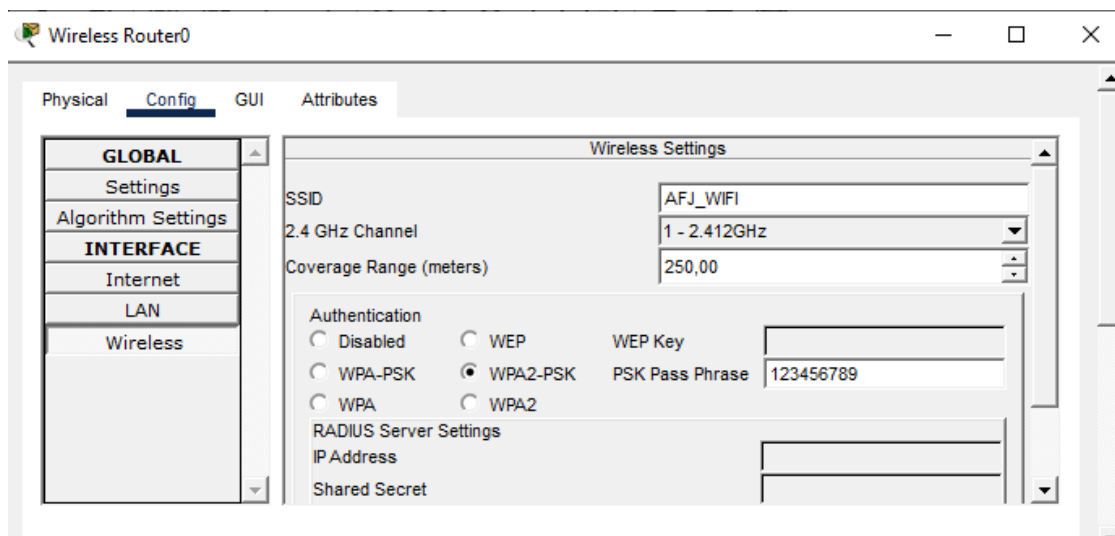 Wireless Router0
Physical Config GUI Attributes
GLOBAL
Settings
Algorithm Settings
INTERFACE
Internet
LAN
Wireless
Wireless Settings
SSID AFJ_WIFI
2.4 GHz Channel 1 - 2.412GHz
Coverage Range (meters) 250,00
Authentication
Disabled WEP WEP Key
WPA-PSK WPA2-PSK PSK Pass Phrase 123456789
WPA WPA2
RADIUS Server Settings
IP Address
Shared Secret